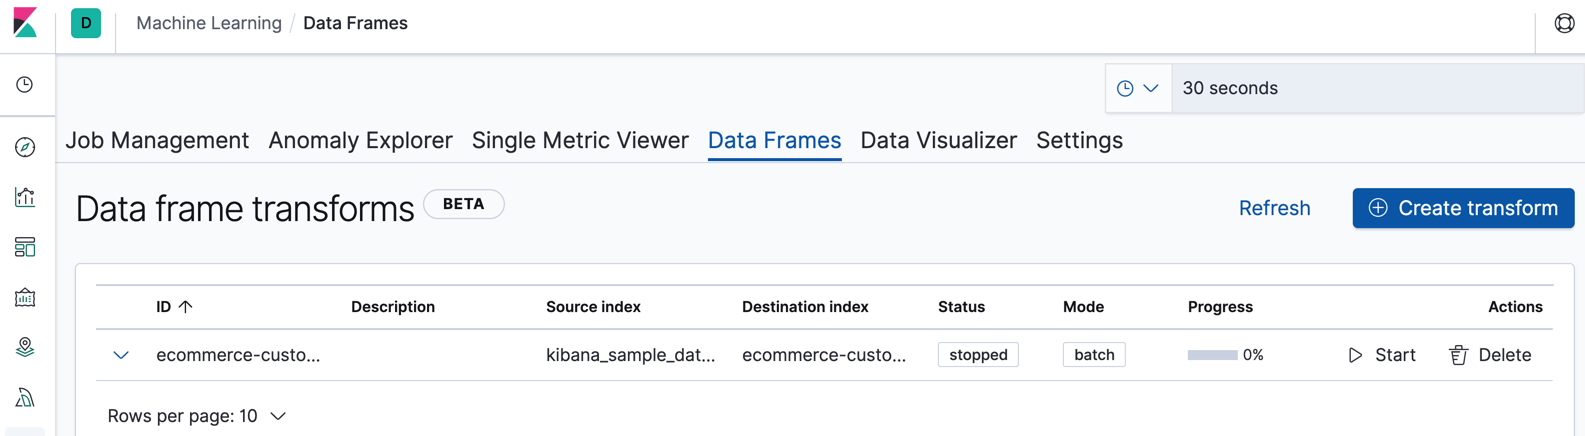 D Machine Learning / Data Frames
30 seconds
Job Management Anomaly Explorer Single Metric Viewer Data Frames Data Visualizer Settings
Data frame transforms BETA Refresh Create transform
ID Description Source index Destination index Status Mode Progress Actions
ecommerce-custo... kibana_sample_dat... ecommerce-custo... stopped batch 0% Start Delete
Rows per page: 10